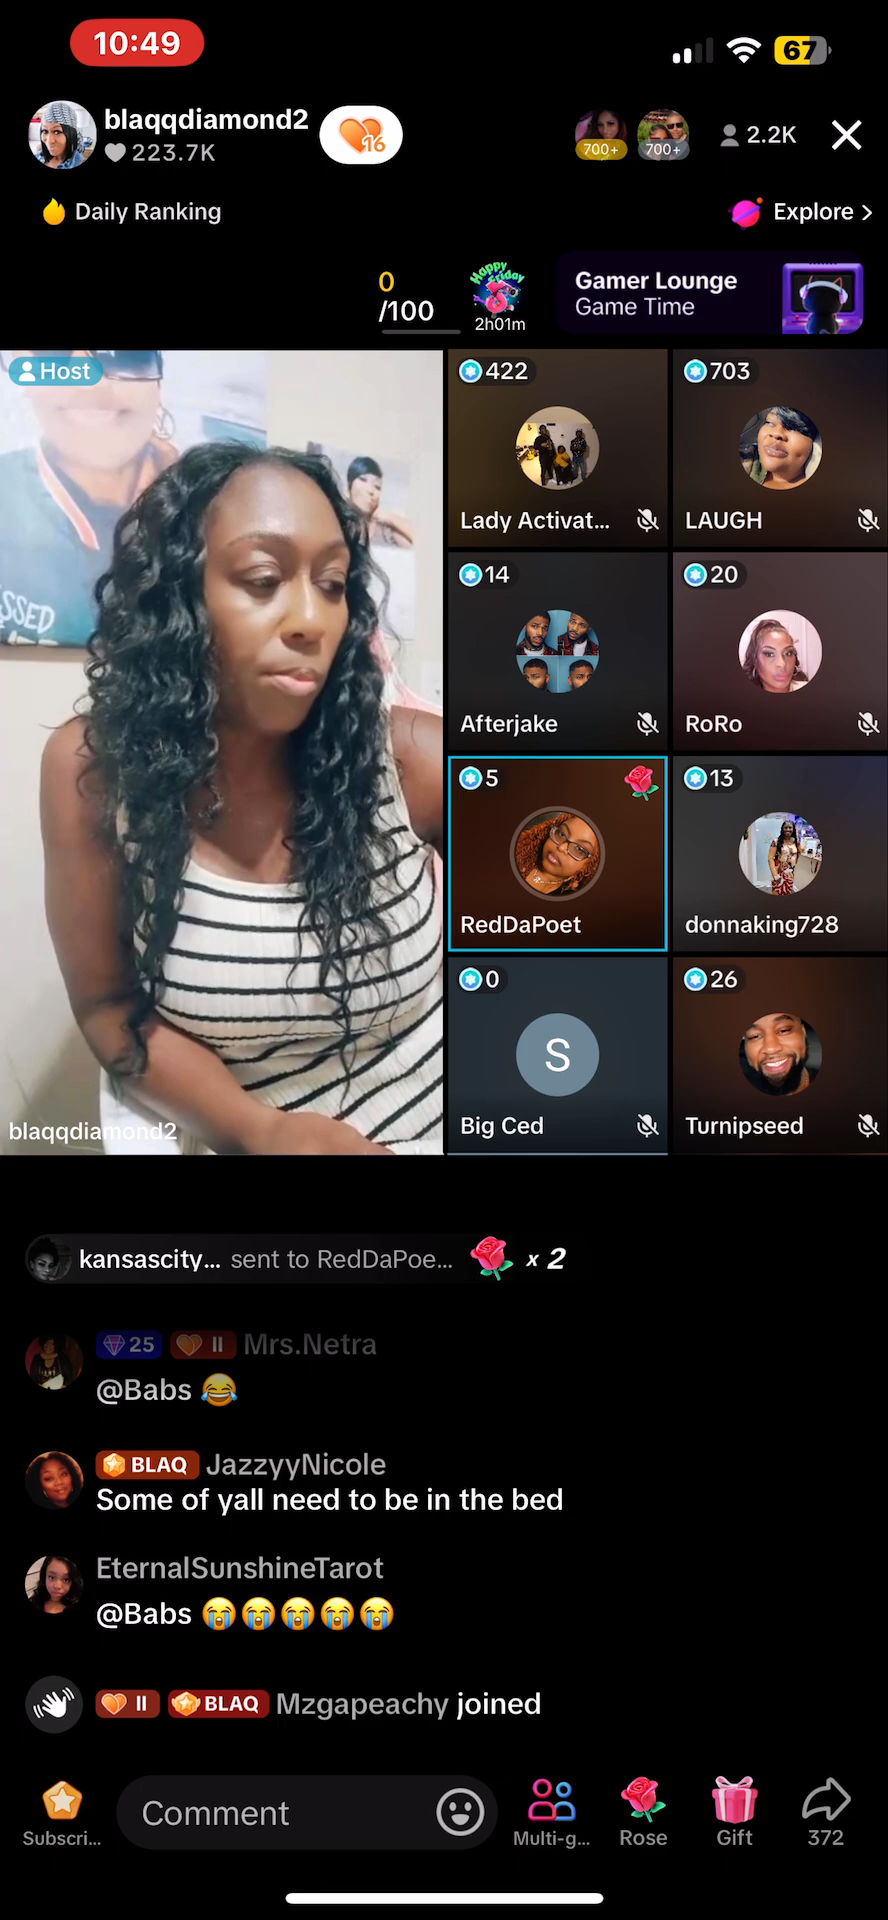 10:49
67
blaqqdiamond2
223.7K
16
700+
700+
2.2K
Daily Ranking
Explore >
0
/100
Happy
Friday
2h01m
Gamer Lounge
Game Time
Host
SSED
blaqqdiamond2
422
Lady Activat...
703
LAUGH
14
Afterjake
20
RoRo
5
RedDaPoet
13
donnaking728
0
S
Big Ced
26
Turnipseed
kansascity... sent to RedDaPoe... x 2
25 II Mrs.Netra
@Babs 😂
BLAQ JazzyyNicole
Some of yall need to be in the bed
EternalSunshineTarot
@Babs 😭😭😭😭😭
II BLAQ Mzgapeachy joined
Comment
Subscri...
Multi-g...
Rose
Gift
372